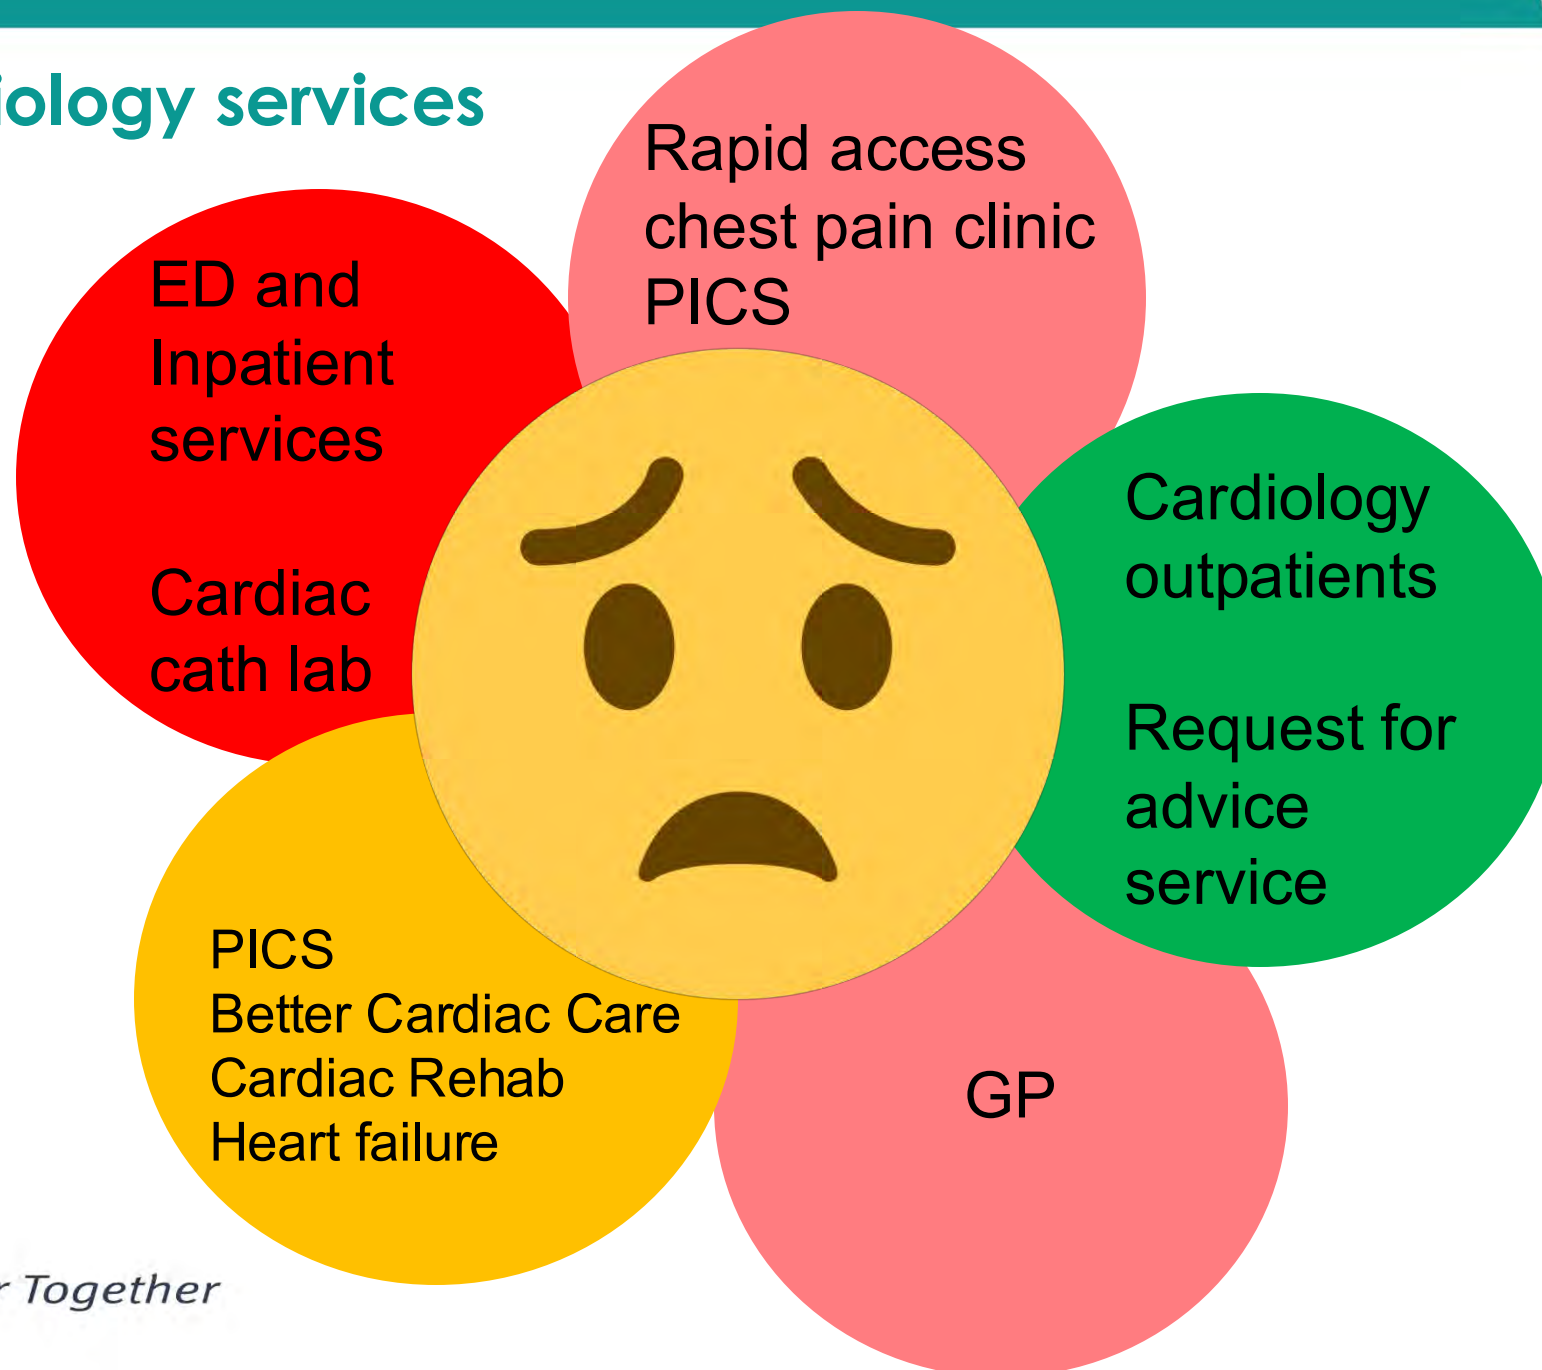 iology services
Rapid access
chest pain clinic
PICS
ED and
Inpatient
services
Cardiac
cath lab
Cardiology
outpatients
Request for
advice
service
PICS
Better Cardiac Care
Cardiac Rehab
Heart failure
GP
r Together